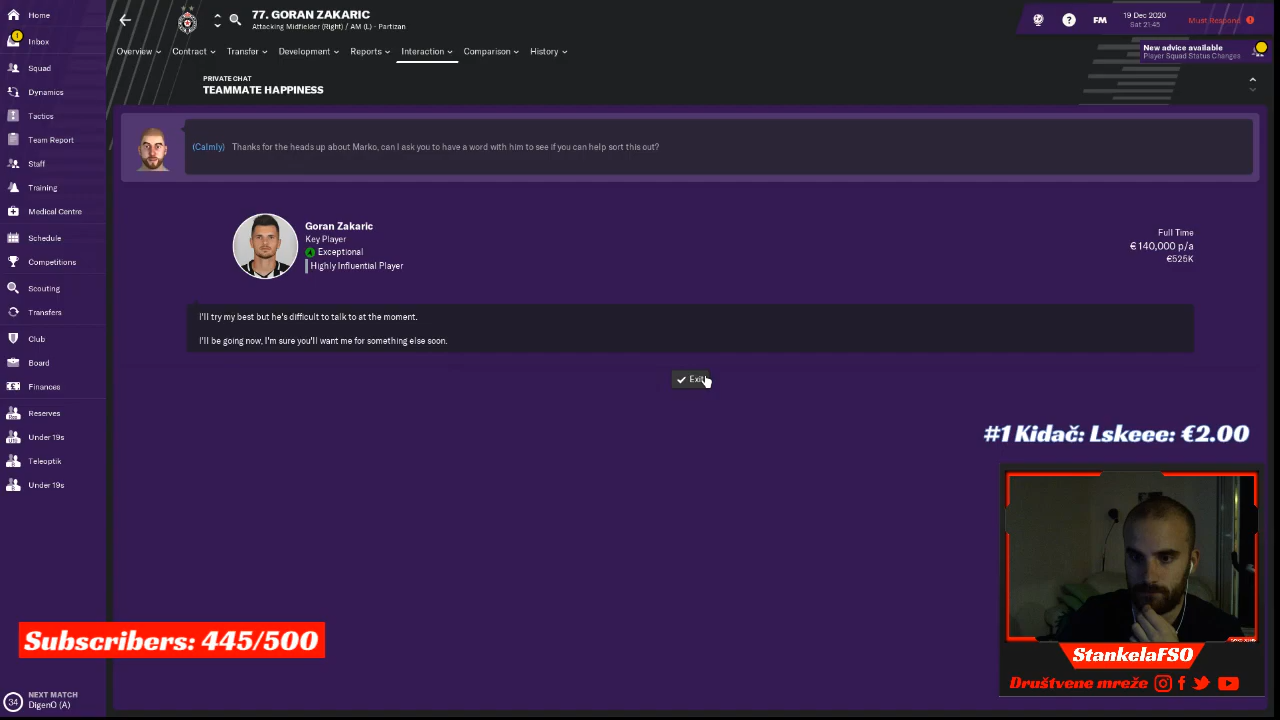 Home
1
Inbox
Squad
Dynamics
Tactics
Team Report
Staff
Training
Medical Centre
Schedule
Competitions
Scouting
Transfers
Club
Board
Finances
Reserves
Under 19s
Teleoptik
Under 19s
34
NEXT MATCH
DigenO (A)
77. GORAN ZAKARIC
Attacking Midfielder (Right) / AM (L) - Partizan
FM
19 Dec 2020
Sat 21:45
Must Respond
New advice available
Player Squad Status Changes
Overview
Contract
Transfer
Development
Reports
Interaction
Comparison
History
PRIVATE CHAT
TEAMMATE HAPPINESS
(Calmly) Thanks for the heads up about Marko, can I ask you to have a word with him to see if you can help sort this out?
Goran Zakaric
Key Player
Exceptional
Highly Influential Player
Full Time
€140,000 p/a
€525K
I'll try my best but he's difficult to talk to at the moment.
I'll be going now, I'm sure you'll want me for something else soon.
Exit
#1 Kidač: Lskeee: €2.00
Subscribers: 445/500
StankelaFSO
Društvene mreže